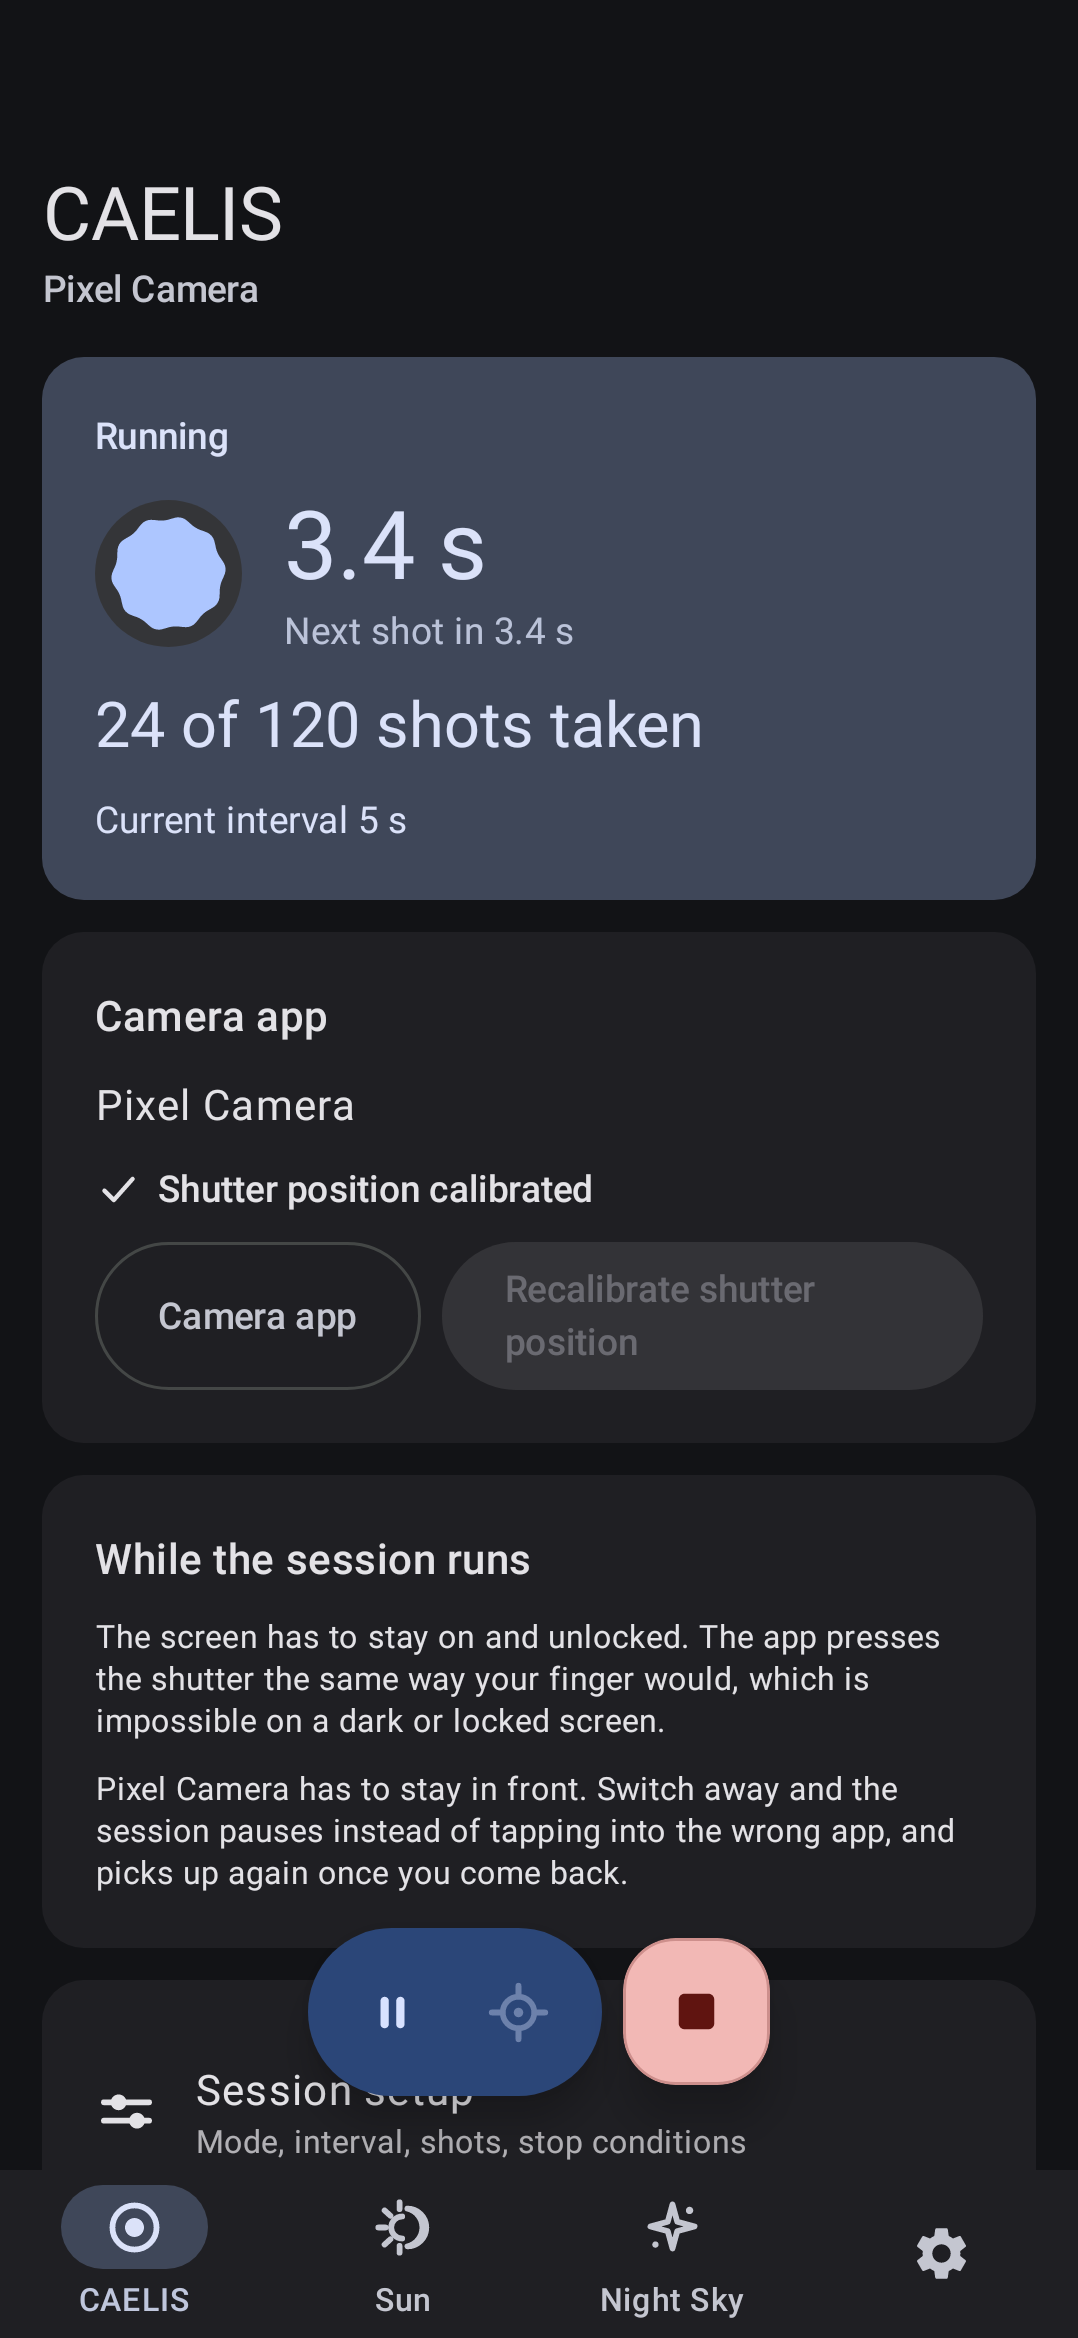 CAELIS
Pixel Camera
Running
3.4 s
Next shot in 3.4 s
24 of 120 shots taken
Current interval 5 s
Camera app
Pixel Camera
Shutter position calibrated
Camera app
Recalibrate shutter
position
While the session runs
The screen has to stay on and unlocked. The app presses
the shutter the same way your finger would, which is
impossible on a dark or locked screen.
Pixel Camera has to stay in front. Switch away and the
session pauses instead of tapping into the wrong app, and
picks up again once you come back.
Session setup
Mode, interval, shots, stop conditions
CAELIS
Sun
Night Sky